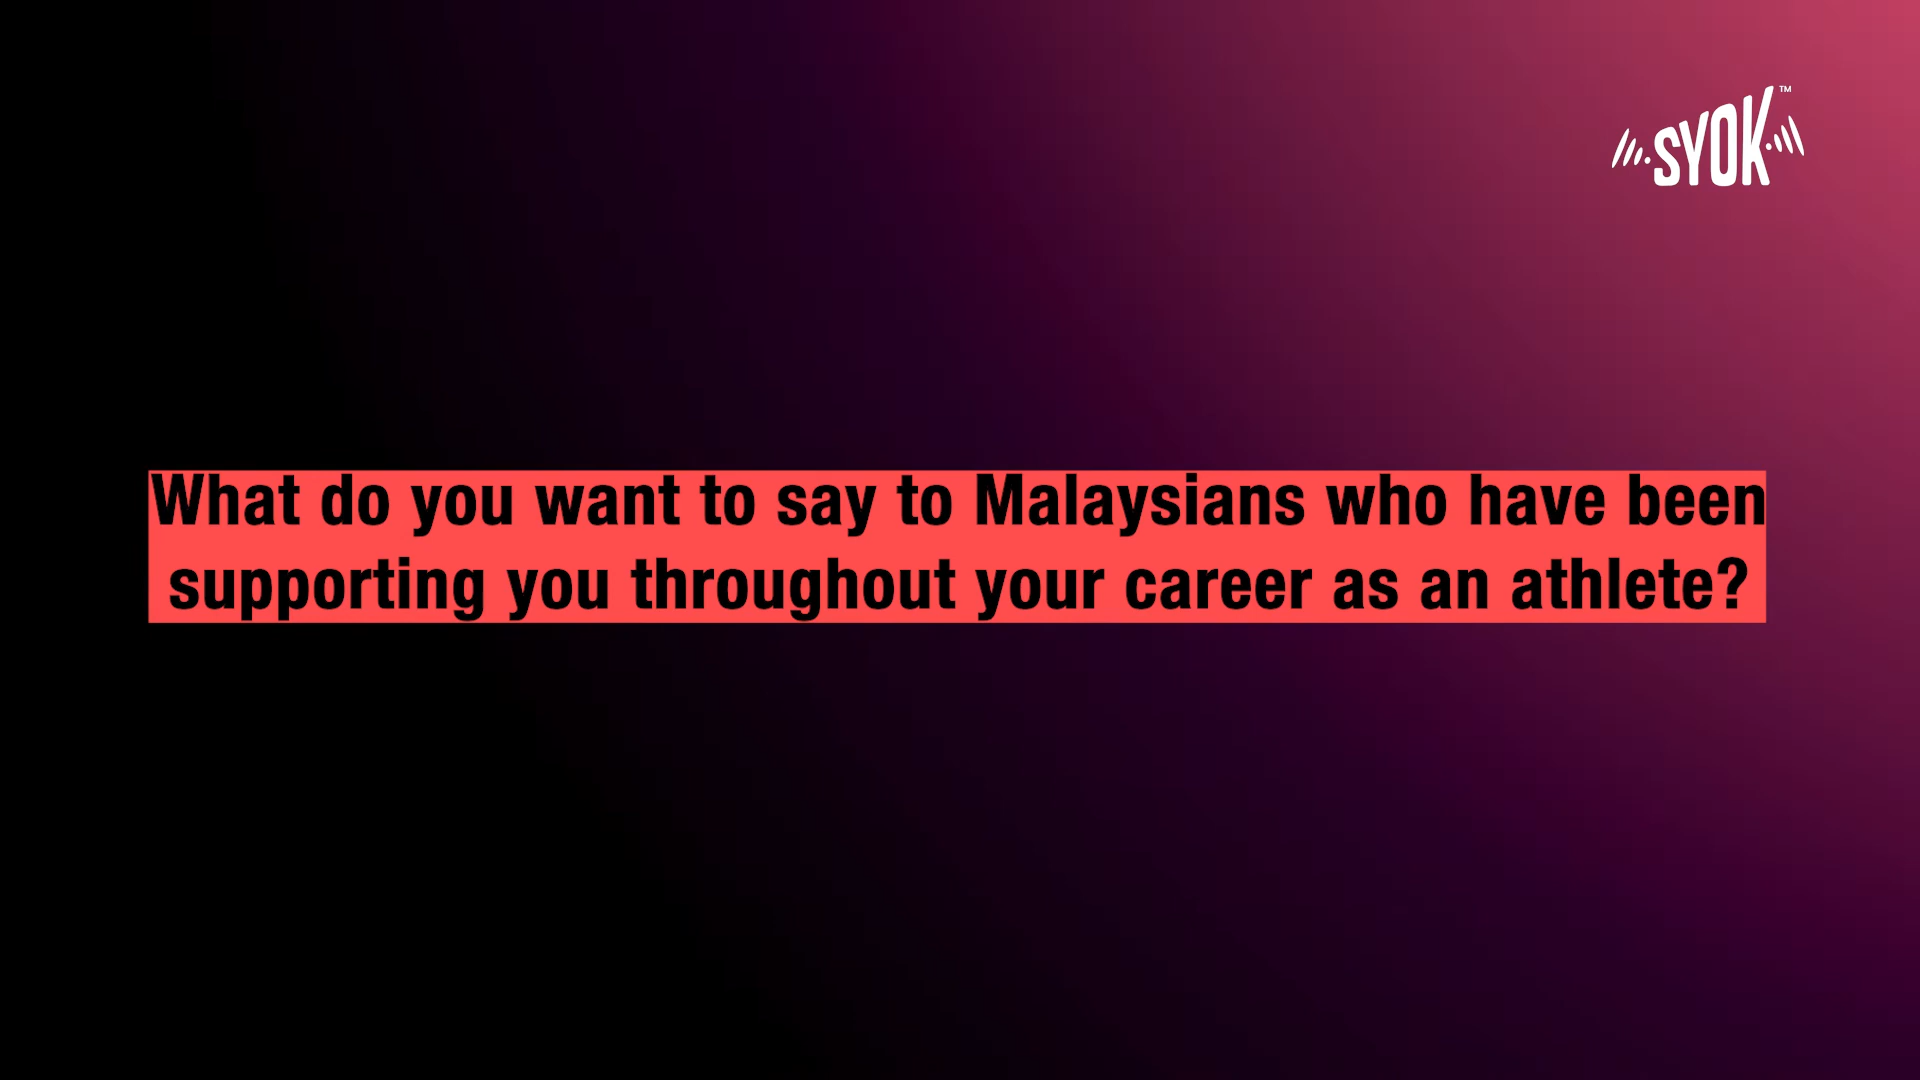 SYOK™
What do you want to say to Malaysians who have been
supporting you throughout your career as an athlete?